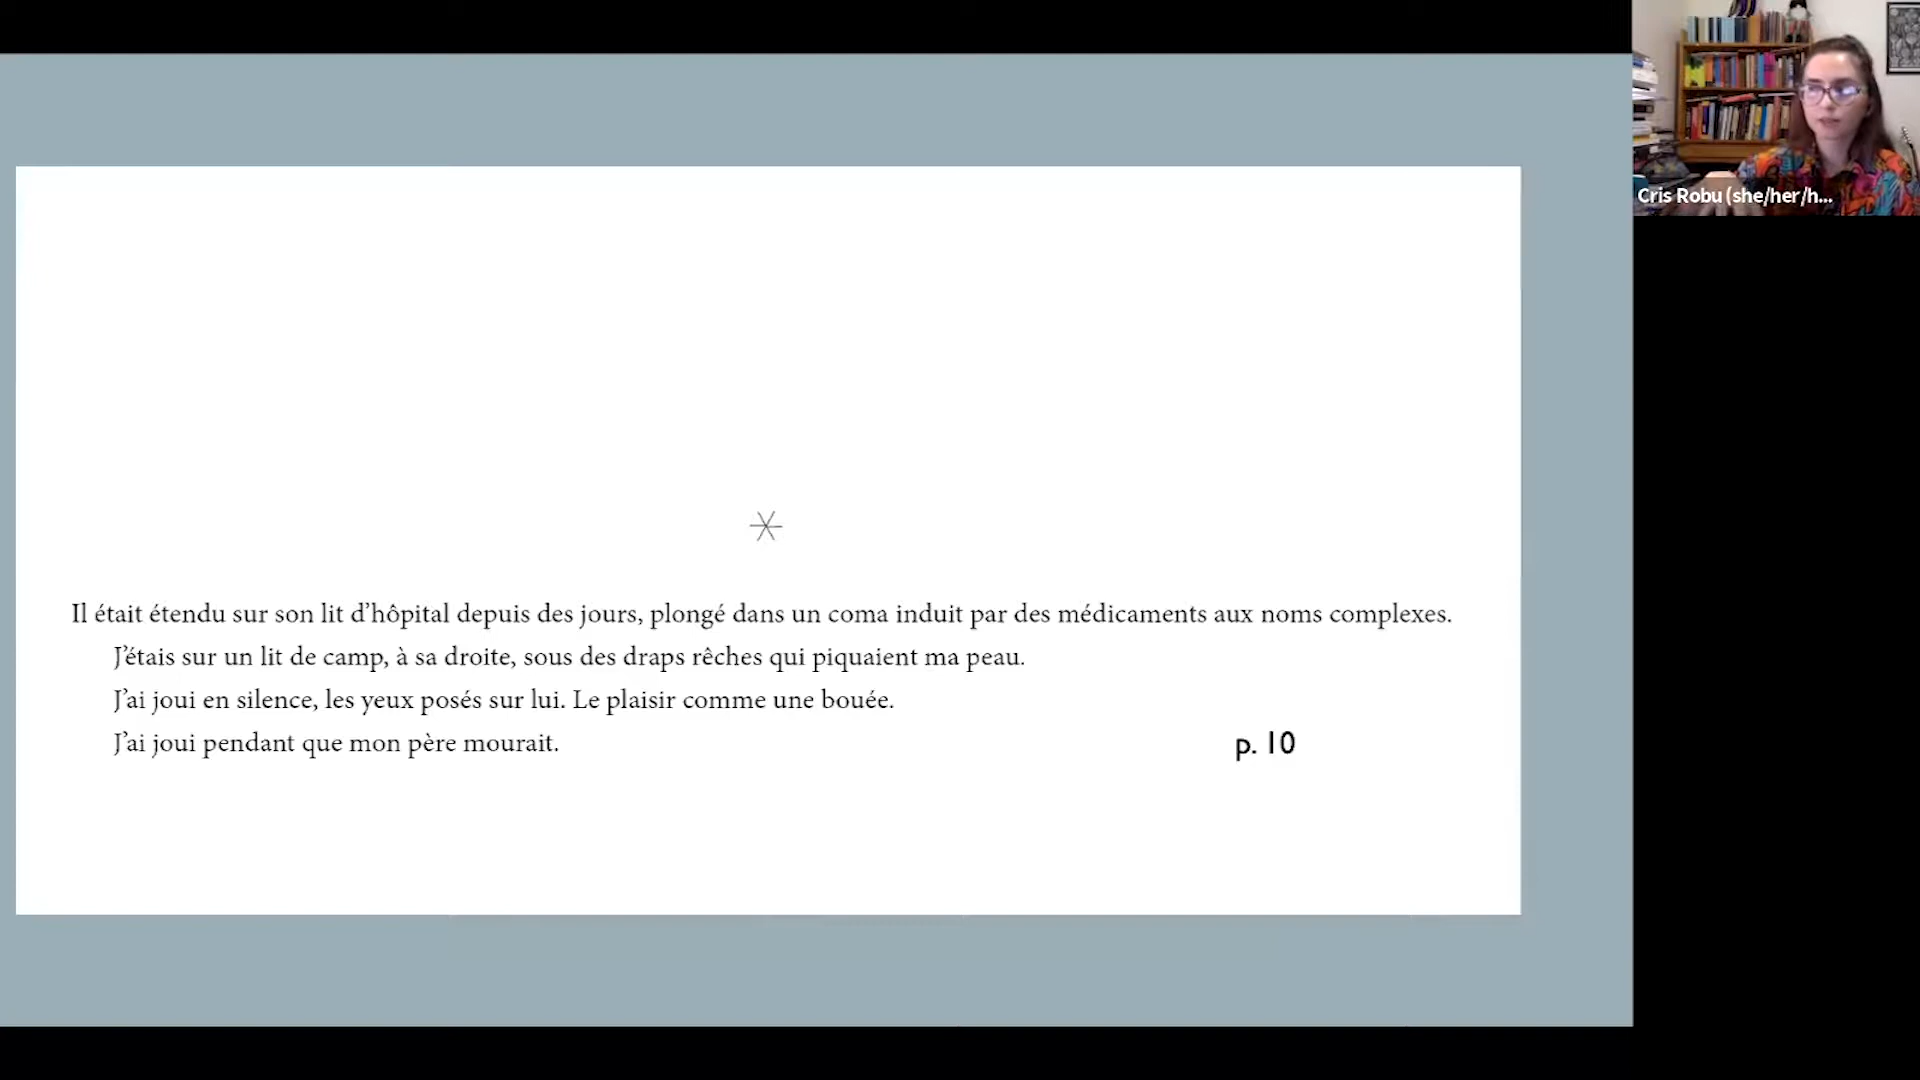 Cris Robu (she/her/h...
*
Il était étendu sur son lit d’hôpital depuis des jours, plongé dans un coma induit par des médicaments aux noms complexes.
J’étais sur un lit de camp, à sa droite, sous des draps rêches qui piquaient ma peau.
J’ai joui en silence, les yeux posés sur lui. Le plaisir comme une bouée.
J’ai joui pendant que mon père mourait.
p. 10